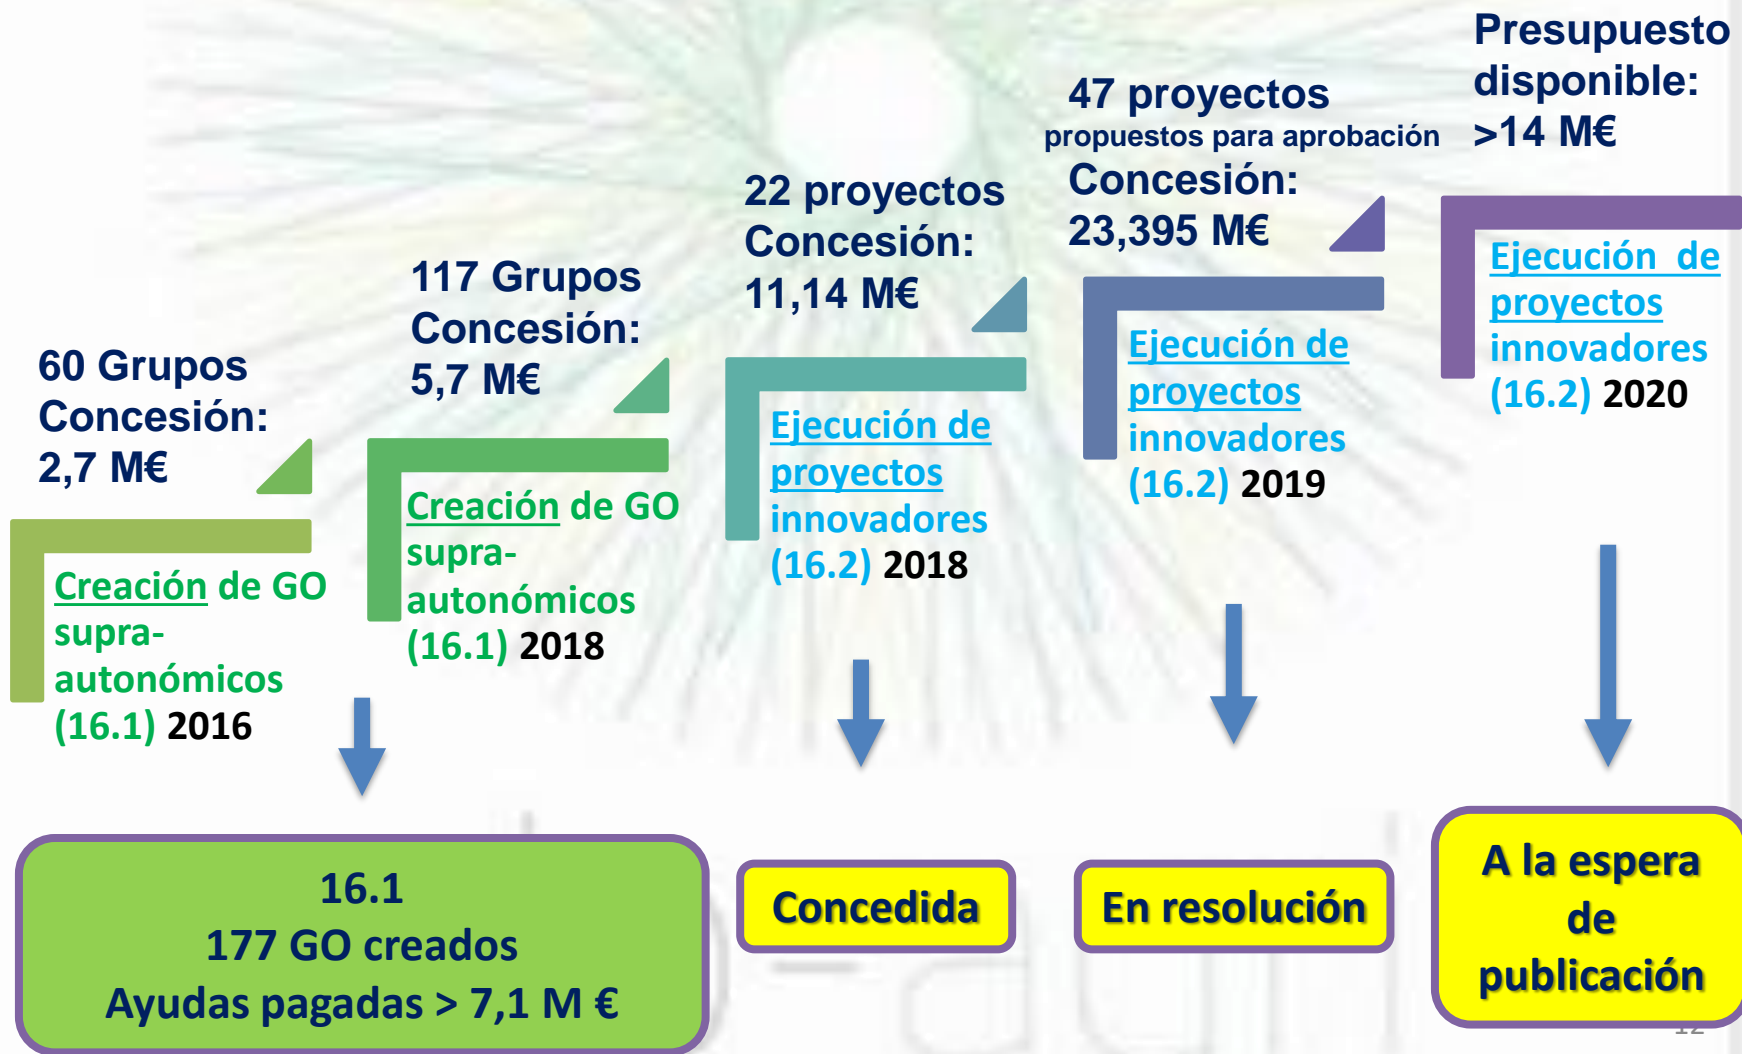 60 Grupos
Concesión:
2,7 M€
Creación de GO
supra-
autonómicos
(16.1) 2016
117 Grupos
Concesión:
5,7 M€
Creación de GO
supra-
autonómicos
(16.1) 2018
22 proyectos
Concesión:
11,14 M€
Ejecución de
proyectos
innovadores
(16.2) 2018
47 proyectos
propuestos para aprobación
Concesión:
23,395 M€
Ejecución de
proyectos
innovadores
(16.2) 2019
Presupuesto
disponible:
>14 M€
Ejecución de
proyectos
innovadores
(16.2) 2020
16.1
177 GO creados
Ayudas pagadas > 7,1 M €
Concedida
En resolución
A la espera
de
publicación
12